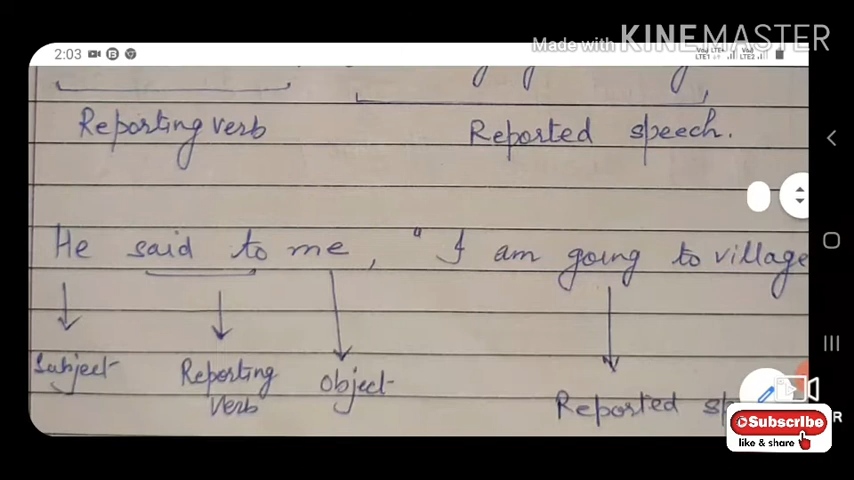 Made with KINEMASTER
2:03
Reporting verb Reported speech.
He said to me, " I am going to village
Subject Reporting verb Object
Reported
Subscribe
like & share